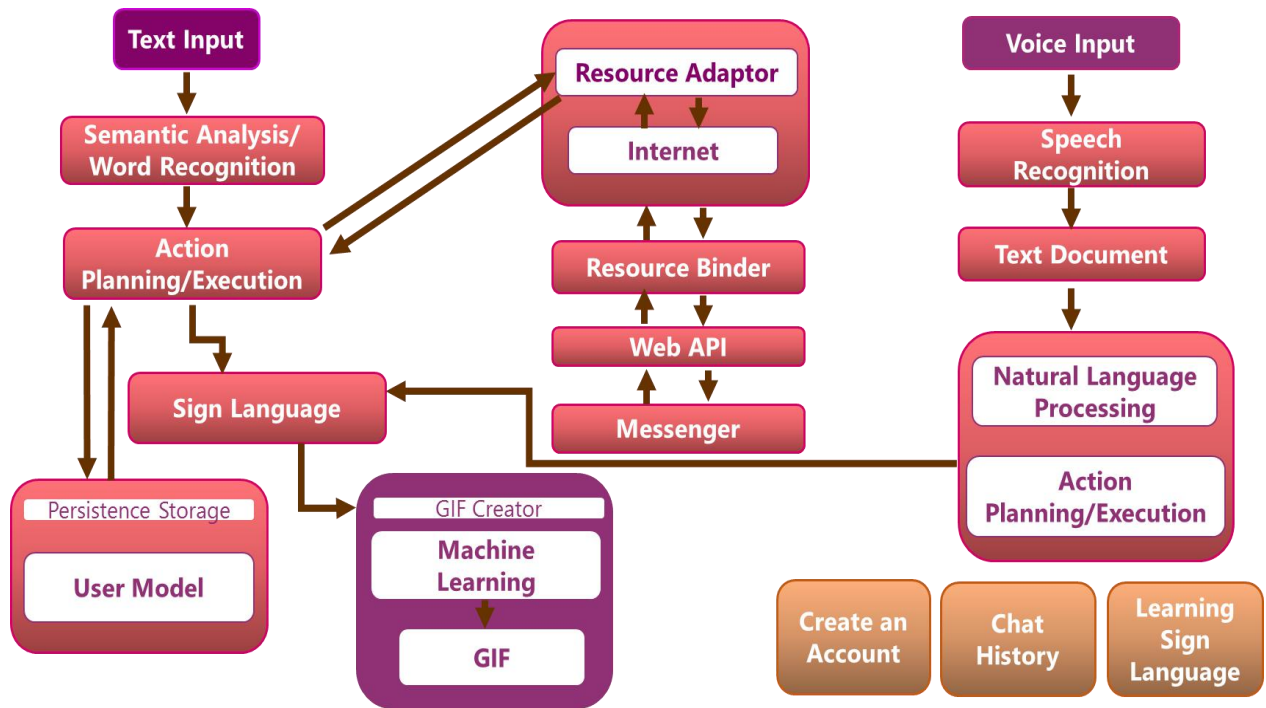 Text Input
Semantic Analysis/
Word Recognition
Action
Planning/Execution
Sign Language
Persistence Storage
User Model
GIF Creator
Machine
Learning
GIF
Resource Adaptor
Internet
Resource Binder
Web API
Messenger
Voice Input
Speech
Recognition
Text Document
Natural Language
Processing
Action
Planning/Execution
Create an
Account
Chat
History
Learning
Sign
Language